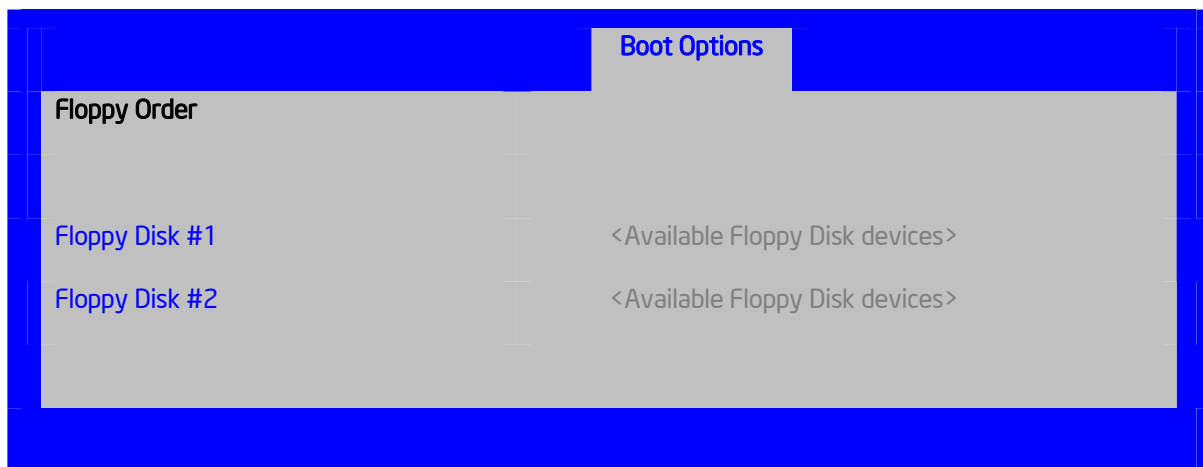 Boot Options
Floppy Order
Floppy Disk #1 <Available Floppy Disk devices>
Floppy Disk #2 <Available Floppy Disk devices>